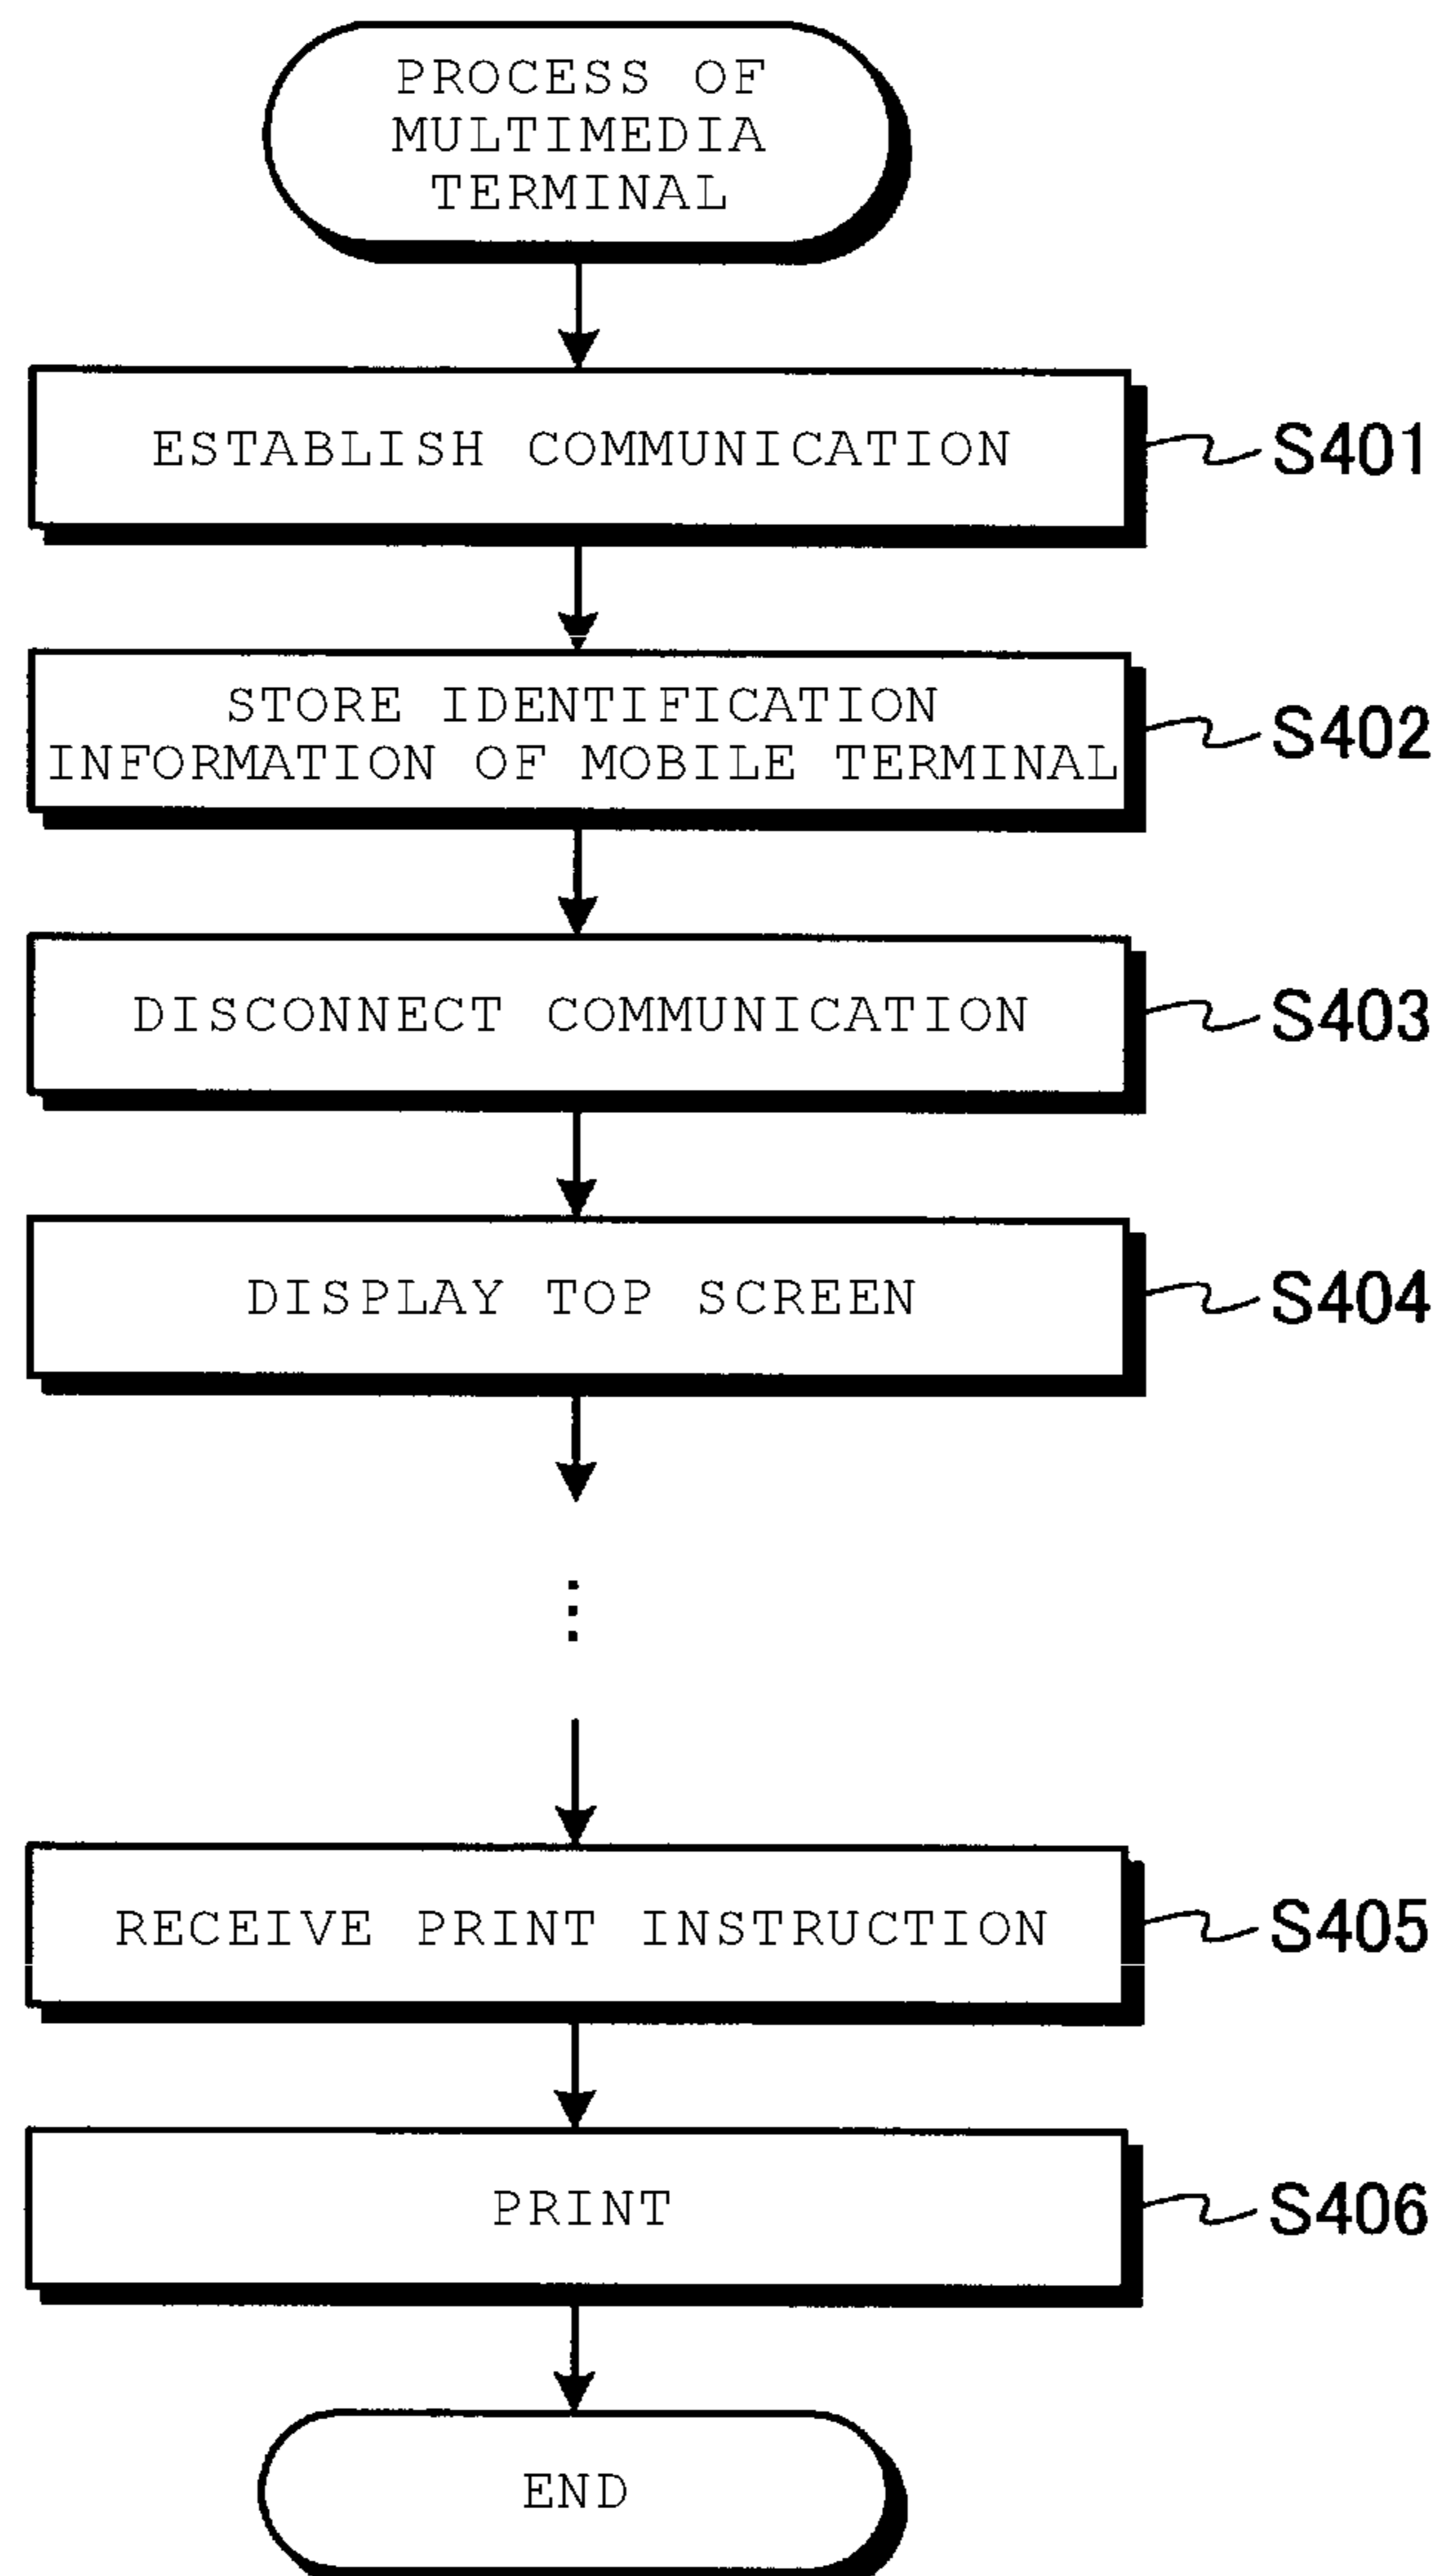 PROCESS OF
MULTIMEDIA
TERMINAL
ESTABLISH COMMUNICATION
S401
STORE IDENTIFICATION
INFORMATION OF MOBILE TERMINAL
S402
DISCONNECT COMMUNICATION
S403
DISPLAY TOP SCREEN
S404
⋮
RECEIVE PRINT INSTRUCTION
S405
PRINT
S406
END